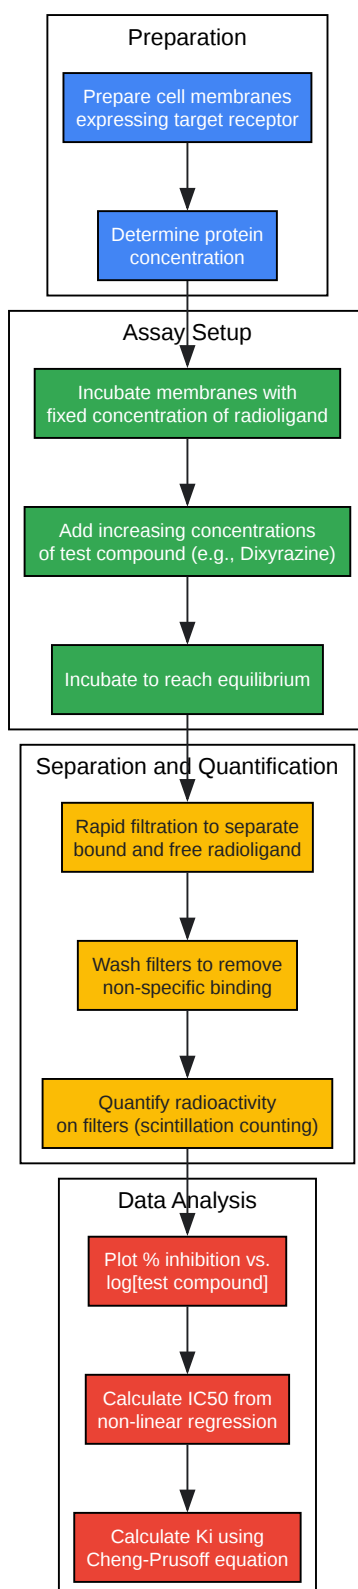 Preparation
Prepare cell membranes
expressing target receptor
Determine protein
concentration
Assay Setup
Incubate membranes with
fixed concentration of radioligand
Add increasing concentrations
of test compound (e.g., Dixyrazine)
Incubate to reach equilibrium
Separation and Quantification
Rapid filtration to separate
bound and free radioligand
Wash filters to remove
non-specific binding
Quantify radioactivity
on filters (scintillation counting)
Data Analysis
Plot % inhibition vs.
log[test compound]
Calculate IC50 from
non-linear regression
Calculate Ki using
Cheng-Prusoff equation